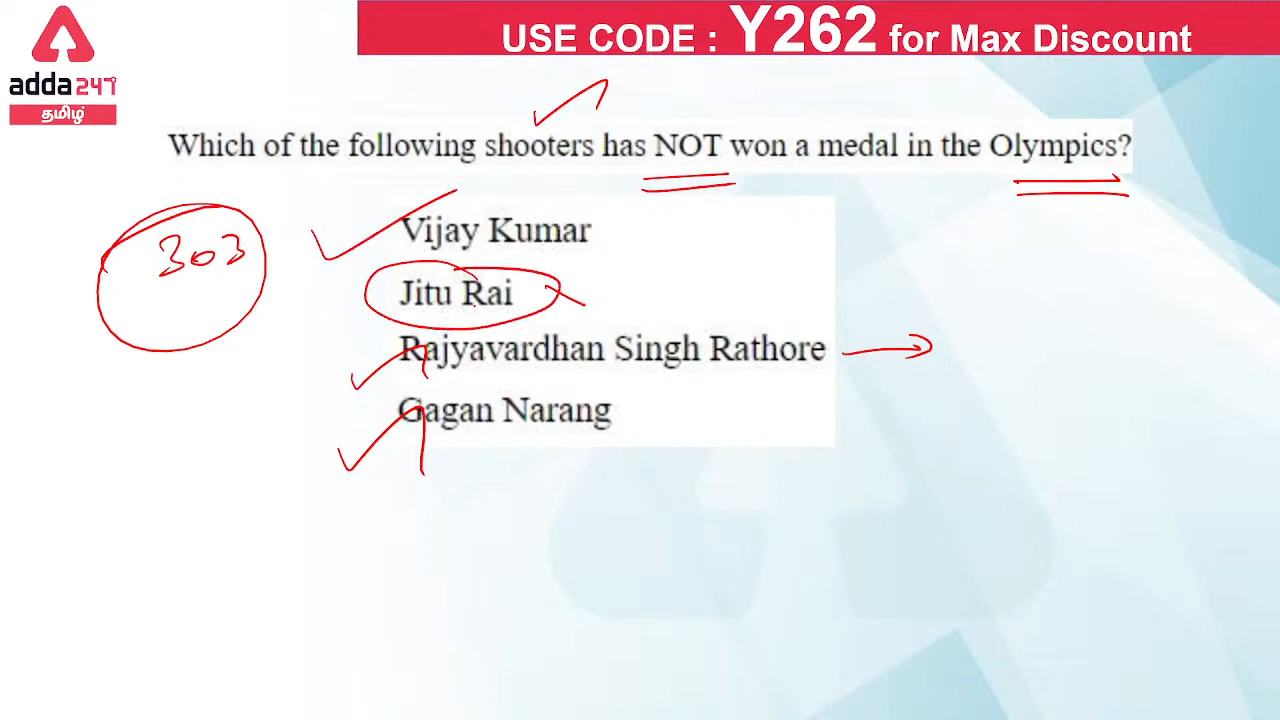 USE CODE : Y262 for Max Discount
adda247
தமிழ்
Which of the following shooters has NOT won a medal in the Olympics?
303
Vijay Kumar
Jitu Rai
Rajyavardhan Singh Rathore
Gagan Narang